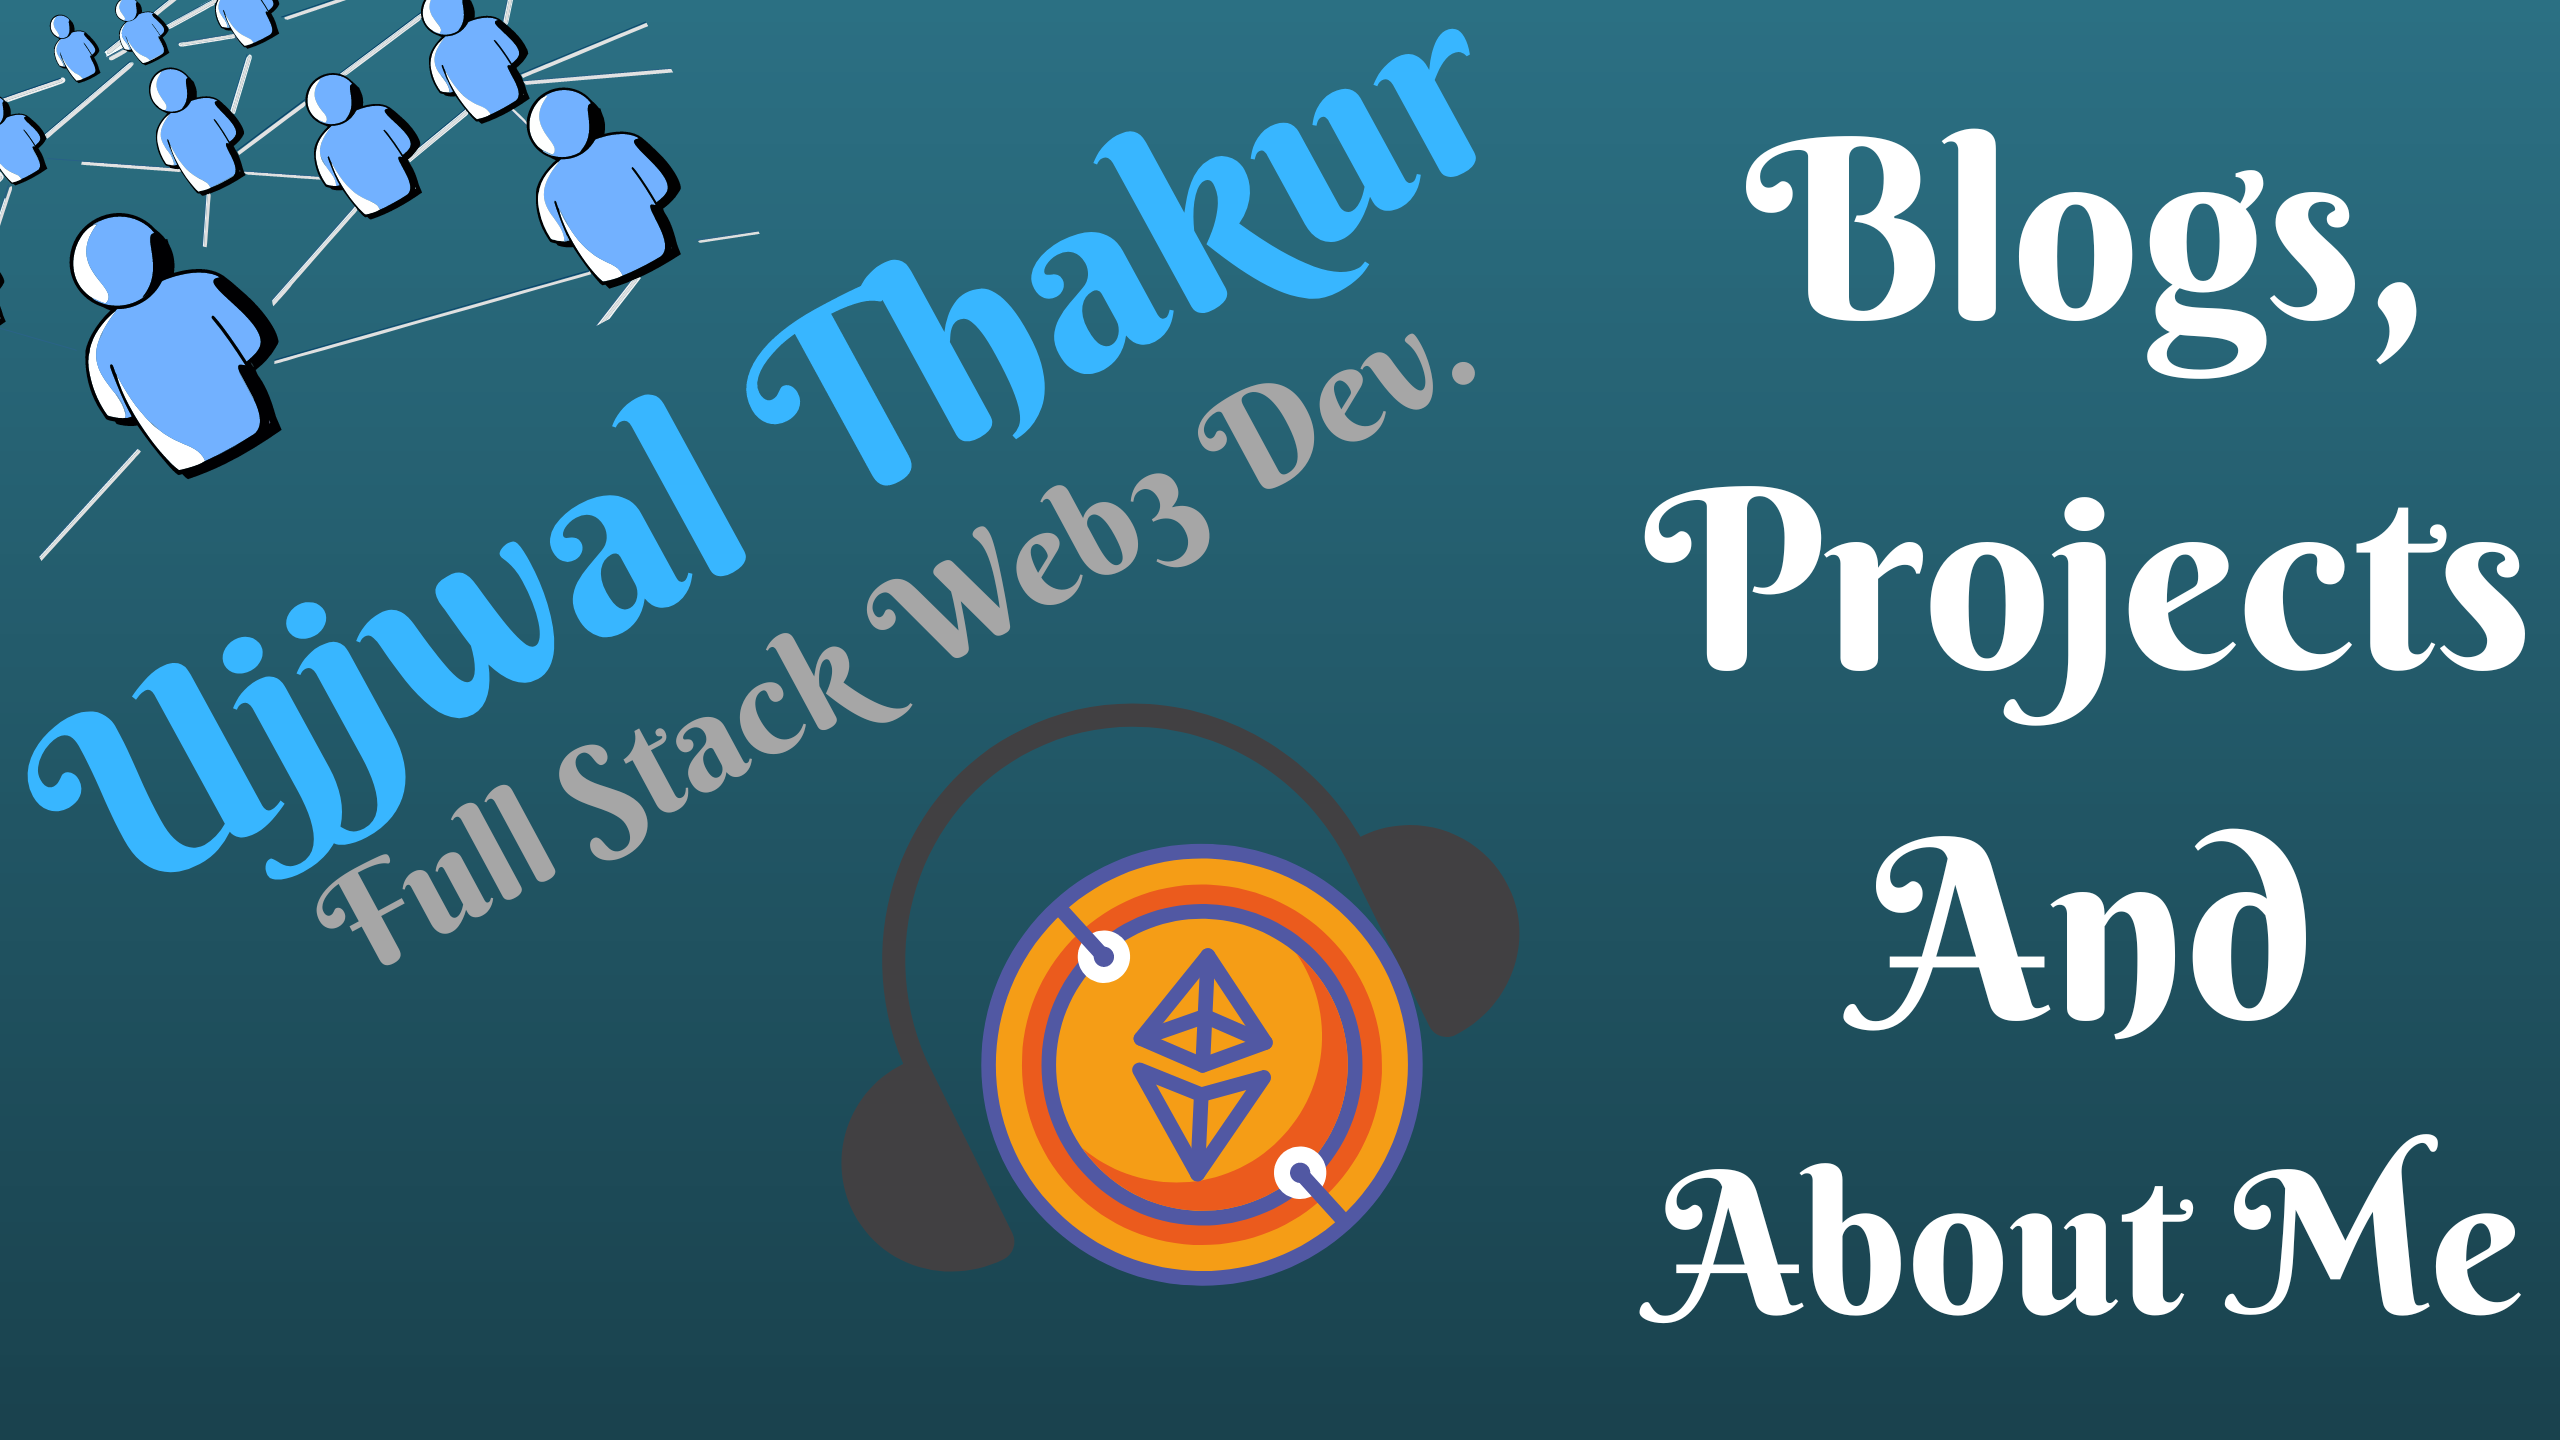 Ujjwal Thakur
Full Stack Web3 Dev.
Blogs,
Projects
And
About Me